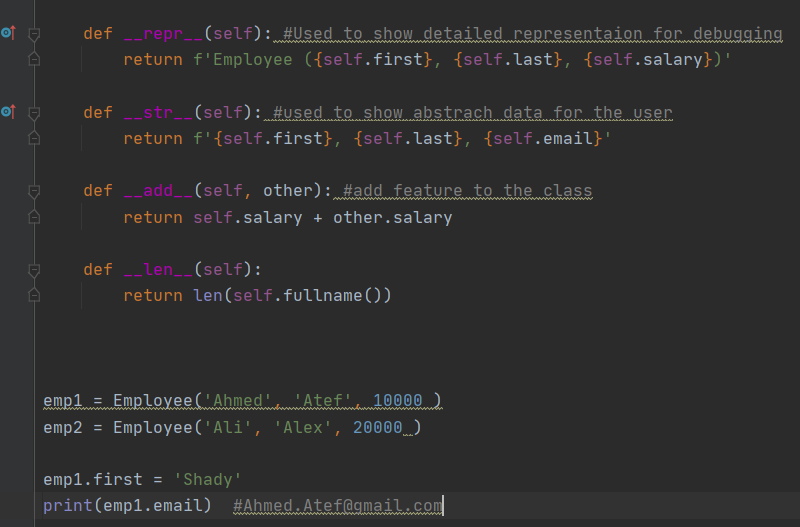 def __repr__(self): #Used to show detailed representaion for debugging
return f'Employee ({self.first}, {self.last}, {self.salary})'
def __str__(self): #used to show abstrach data for the user
return f'{self.first}, {self.last}, {self.email}'
def __add__(self, other): #add feature to the class
return self.salary + other.salary
def __len__(self):
return len(self.fullname())
emp1 = Employee('Ahmed', 'Atef', 10000 )
emp2 = Employee('Ali', 'Alex', 20000 )
emp1.first = 'Shady'
print(emp1.email)  #Ahmed.Atef@gmail.com